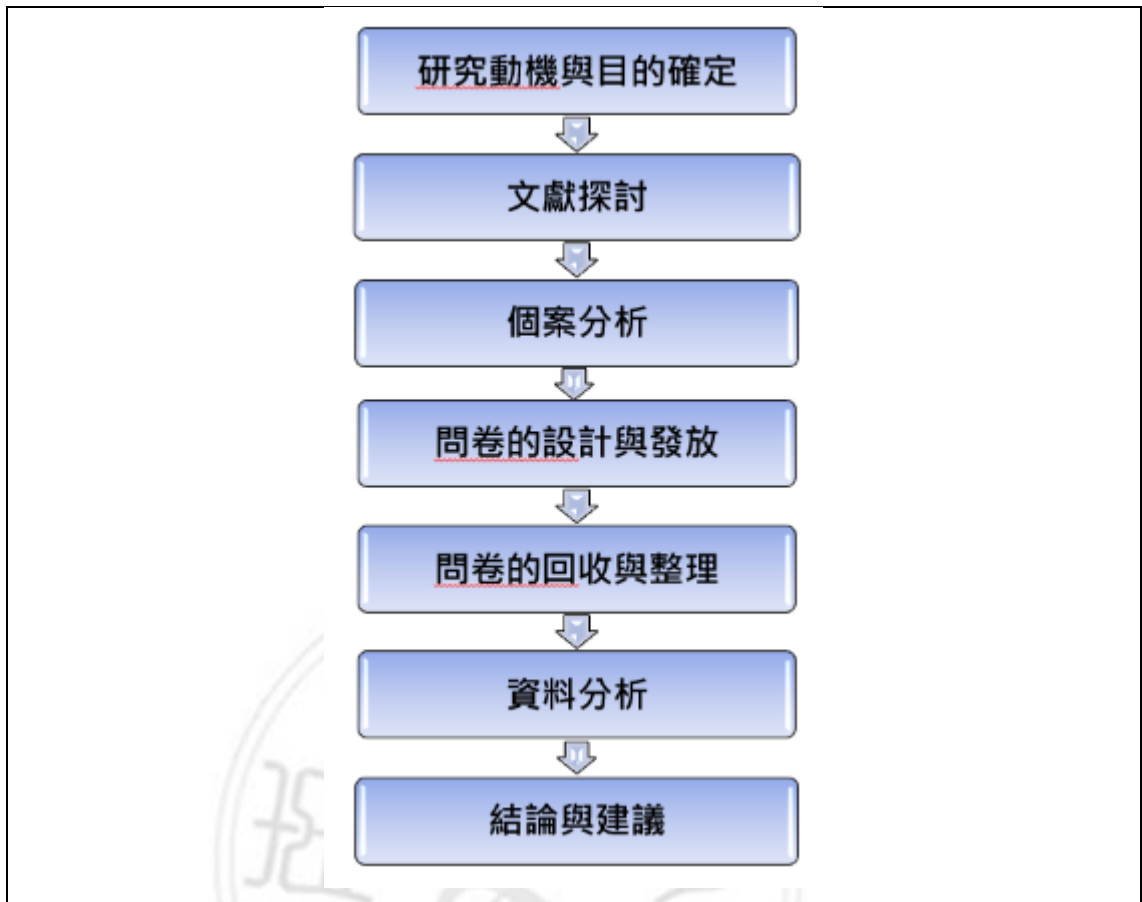 研究動機與目的確定
文獻探討
個案分析
問卷的設計與發放
問卷的回收與整理
資料分析
結論與建議